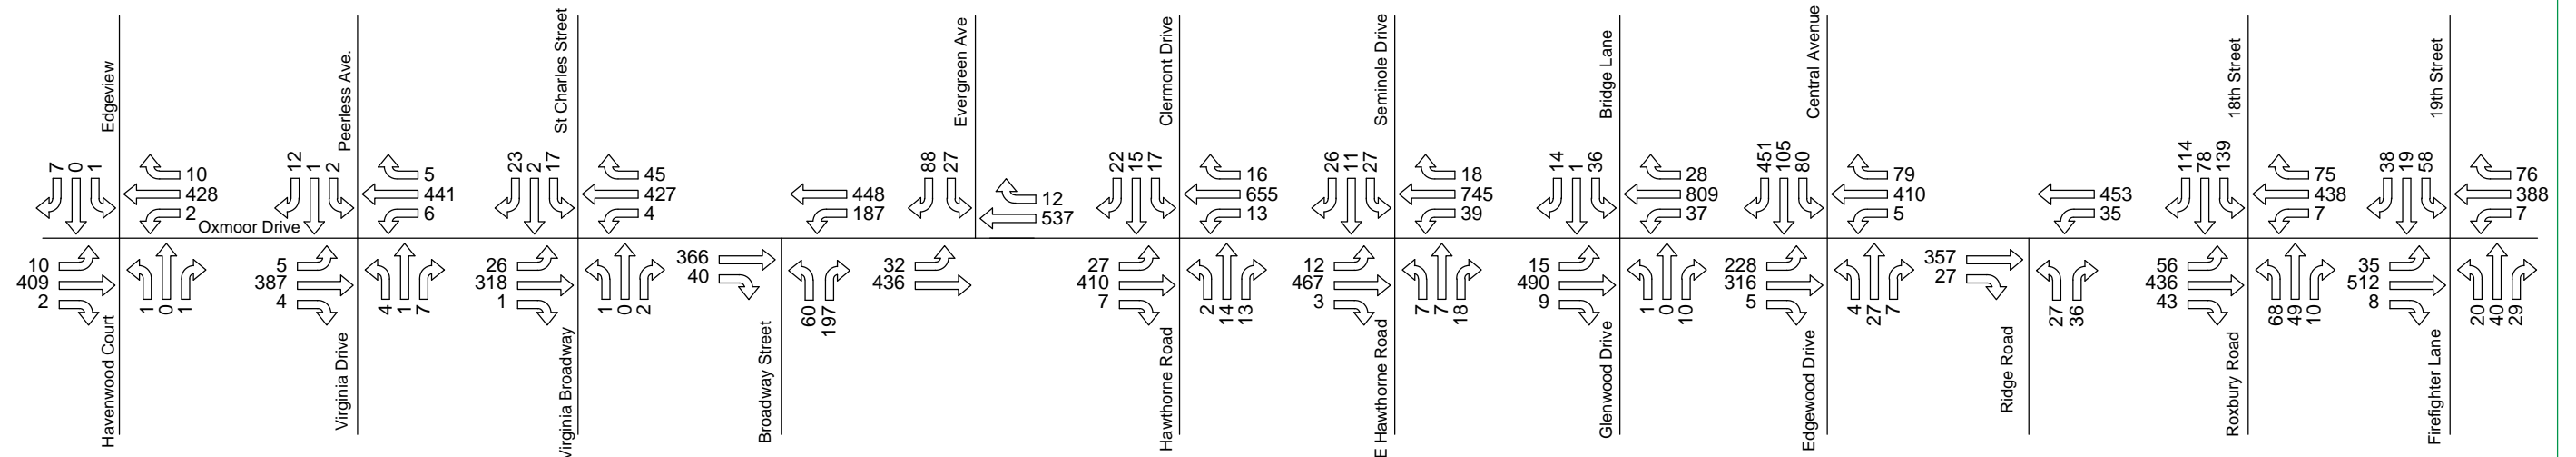 Edgeview
Peerless Ave.
St Charles Street
Evergreen Ave
Clermont Drive
Seminole Drive
Bridge Lane
Central Avenue
18th Street
19th Street
7 0 1
10
428
2
12 1 2
5
441
6
23 2 17
45
427
4
448
187
88 27
12
537
22 15 17
16
655
13
26 11 27
18
745
39
14 1 36
28
809
37
451 105 80
79
410
5
453
35
114 78 139
75
438
7
38 19 58
76
388
7
Oxmoor Drive
10
409
2
1 0 1
5
387
4
4 1 7
26
318
1
1 0 2
366
40
60 197
32
436
27
410
7
2 14 13
12
467
3
7 7 18
15
490
9
1 0 10
228
316
5
4 27 7
357
27
27 36
56
436
43
68 49 10
35
512
8
20 40 29
Havenwood Court
Virginia Drive
Virginia Broadway
Broadway Street
Hawthorne Road
E Hawthorne Road
Glenwood Drive
Edgewood Drive
Ridge Road
Roxbury Road
Firefighter Lane